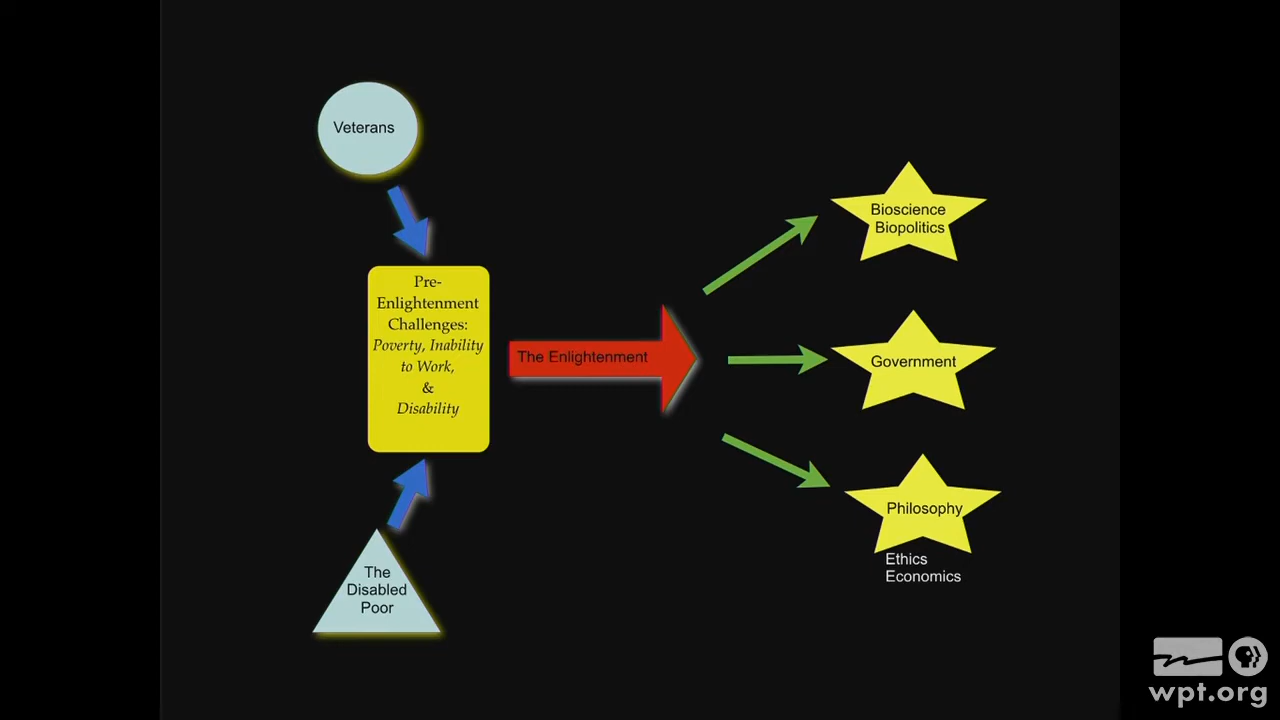 Veterans
Pre-
Enlightenment
Challenges:
Poverty, Inability
to Work,
&
Disability
The
Disabled
Poor
The Enlightenment
Bioscience
Biopolitics
Government
Philosophy
Ethics
Economics
wpt.org